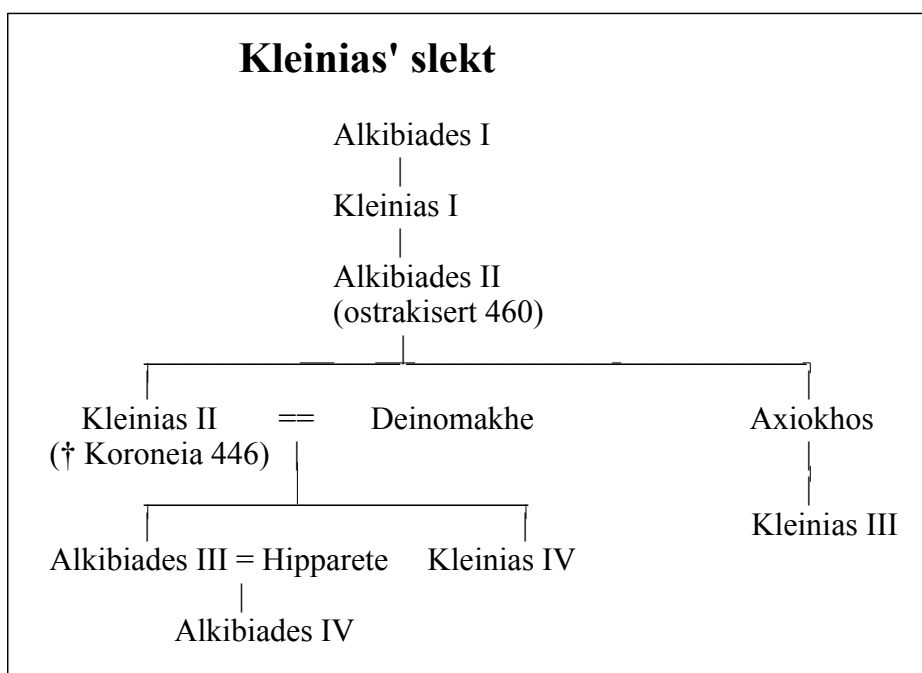 Kleinias' slekt
Alkibiades I
Kleinias I
Alkibiades II
(ostrakisert 460)
Kleinias II == Deinomakhe Axiokhos
(† Koroneia 446)
Kleinias III
Alkibiades III = Hipparete Kleinias IV
Alkibiades IV